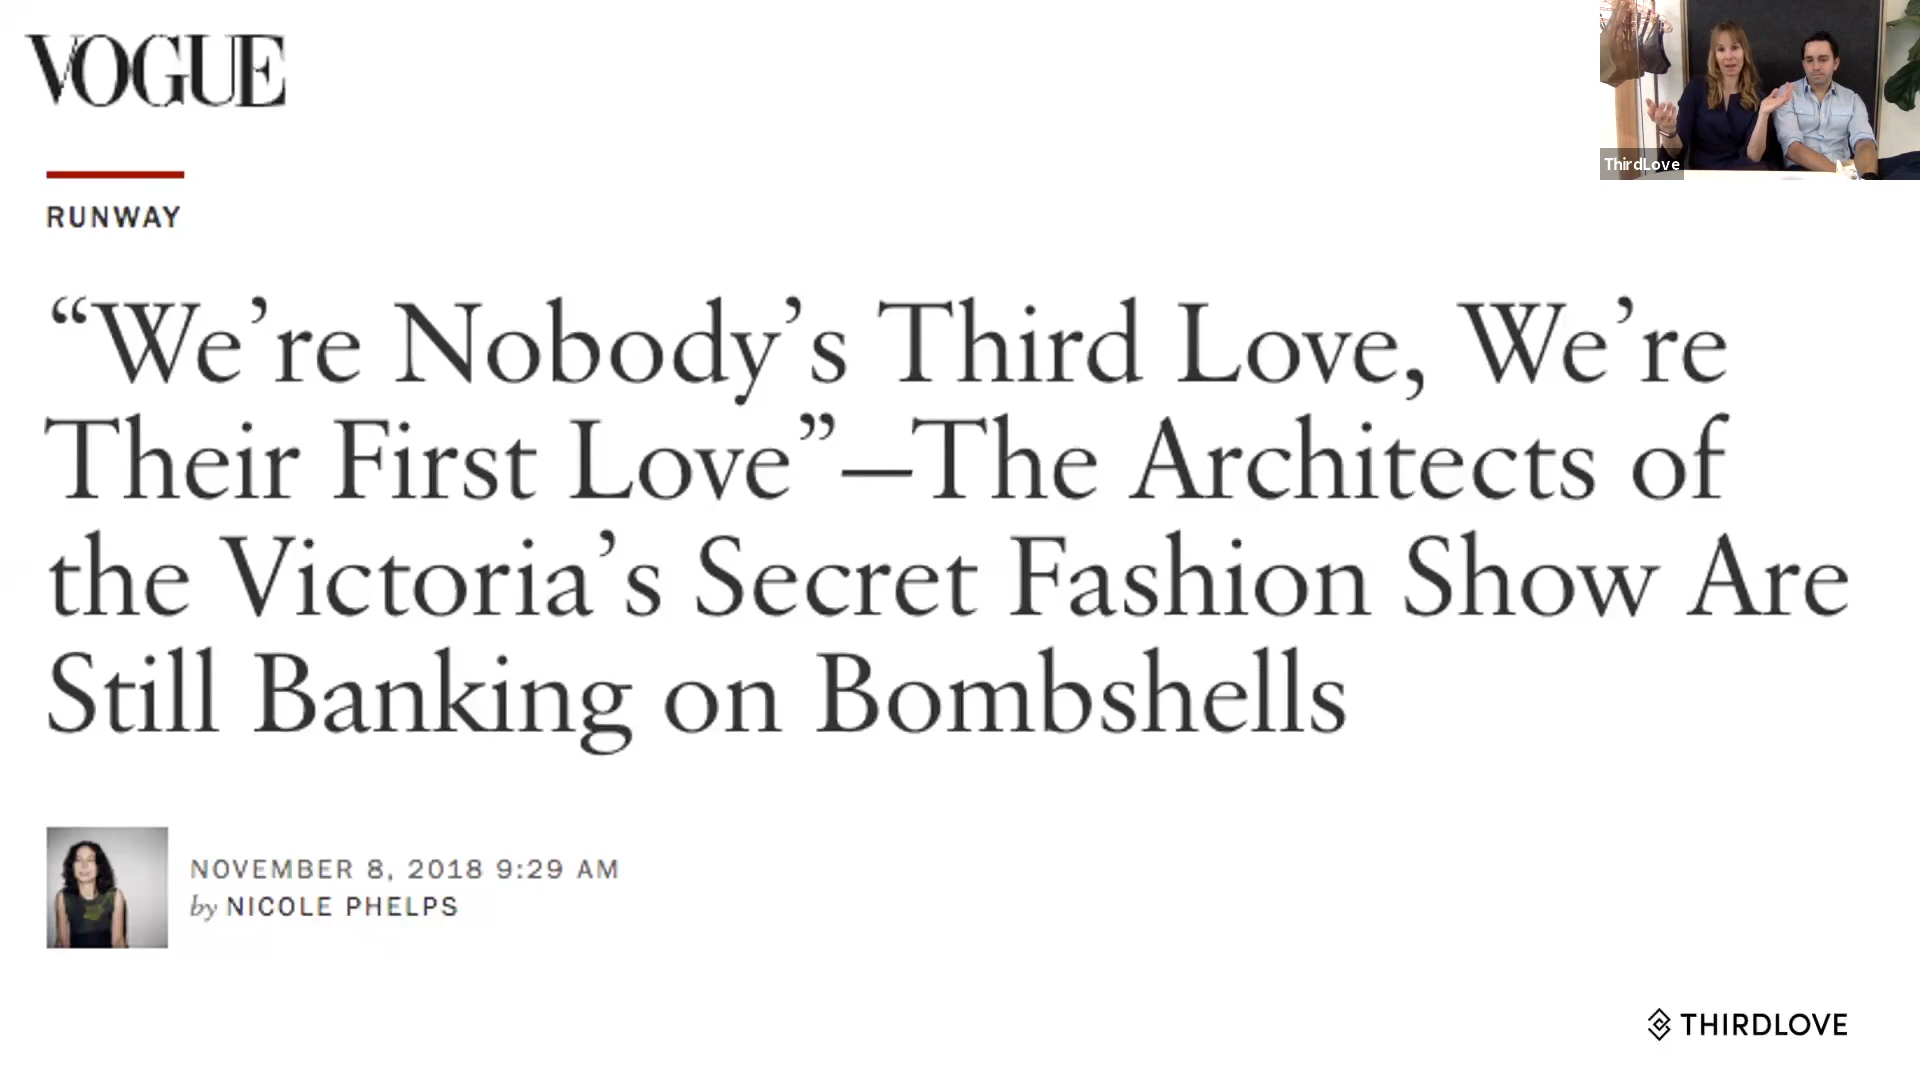 VOGUE
ThirdLove
RUNWAY
“We’re Nobody’s Third Love, We’re
Their First Love”—The Architects of
the Victoria’s Secret Fashion Show Are
Still Banking on Bombshells
NOVEMBER 8, 2018 9:29 AM
by NICOLE PHELPS
THIRDLOVE